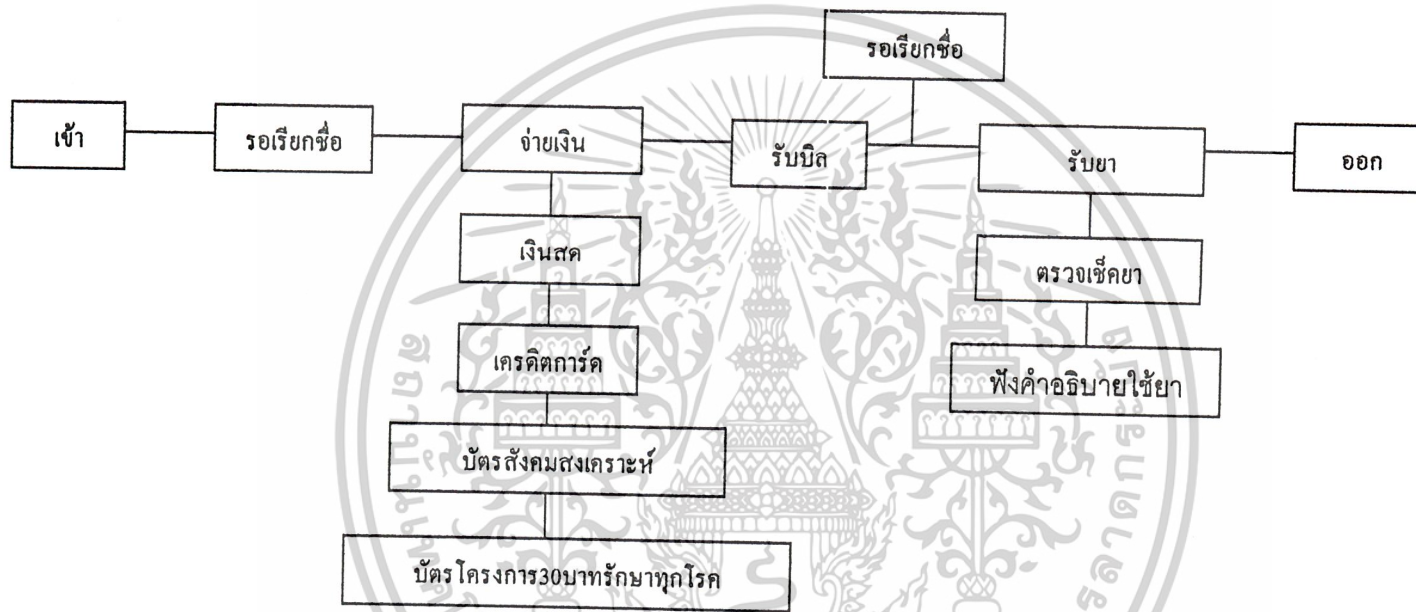 รอเรียกชื่อ
เข้า
รอเรียกชื่อ
จ่ายเงิน
รับบิล
รับยา
ออก
เงินสด
ตรวจเช็คยา
เครดิตการ์ด
ฟังคำอธิบายใช้ยา
บัตรสังคมสงเคราะห์
บัตรโครงการ30บาทรักษาทุกโรค